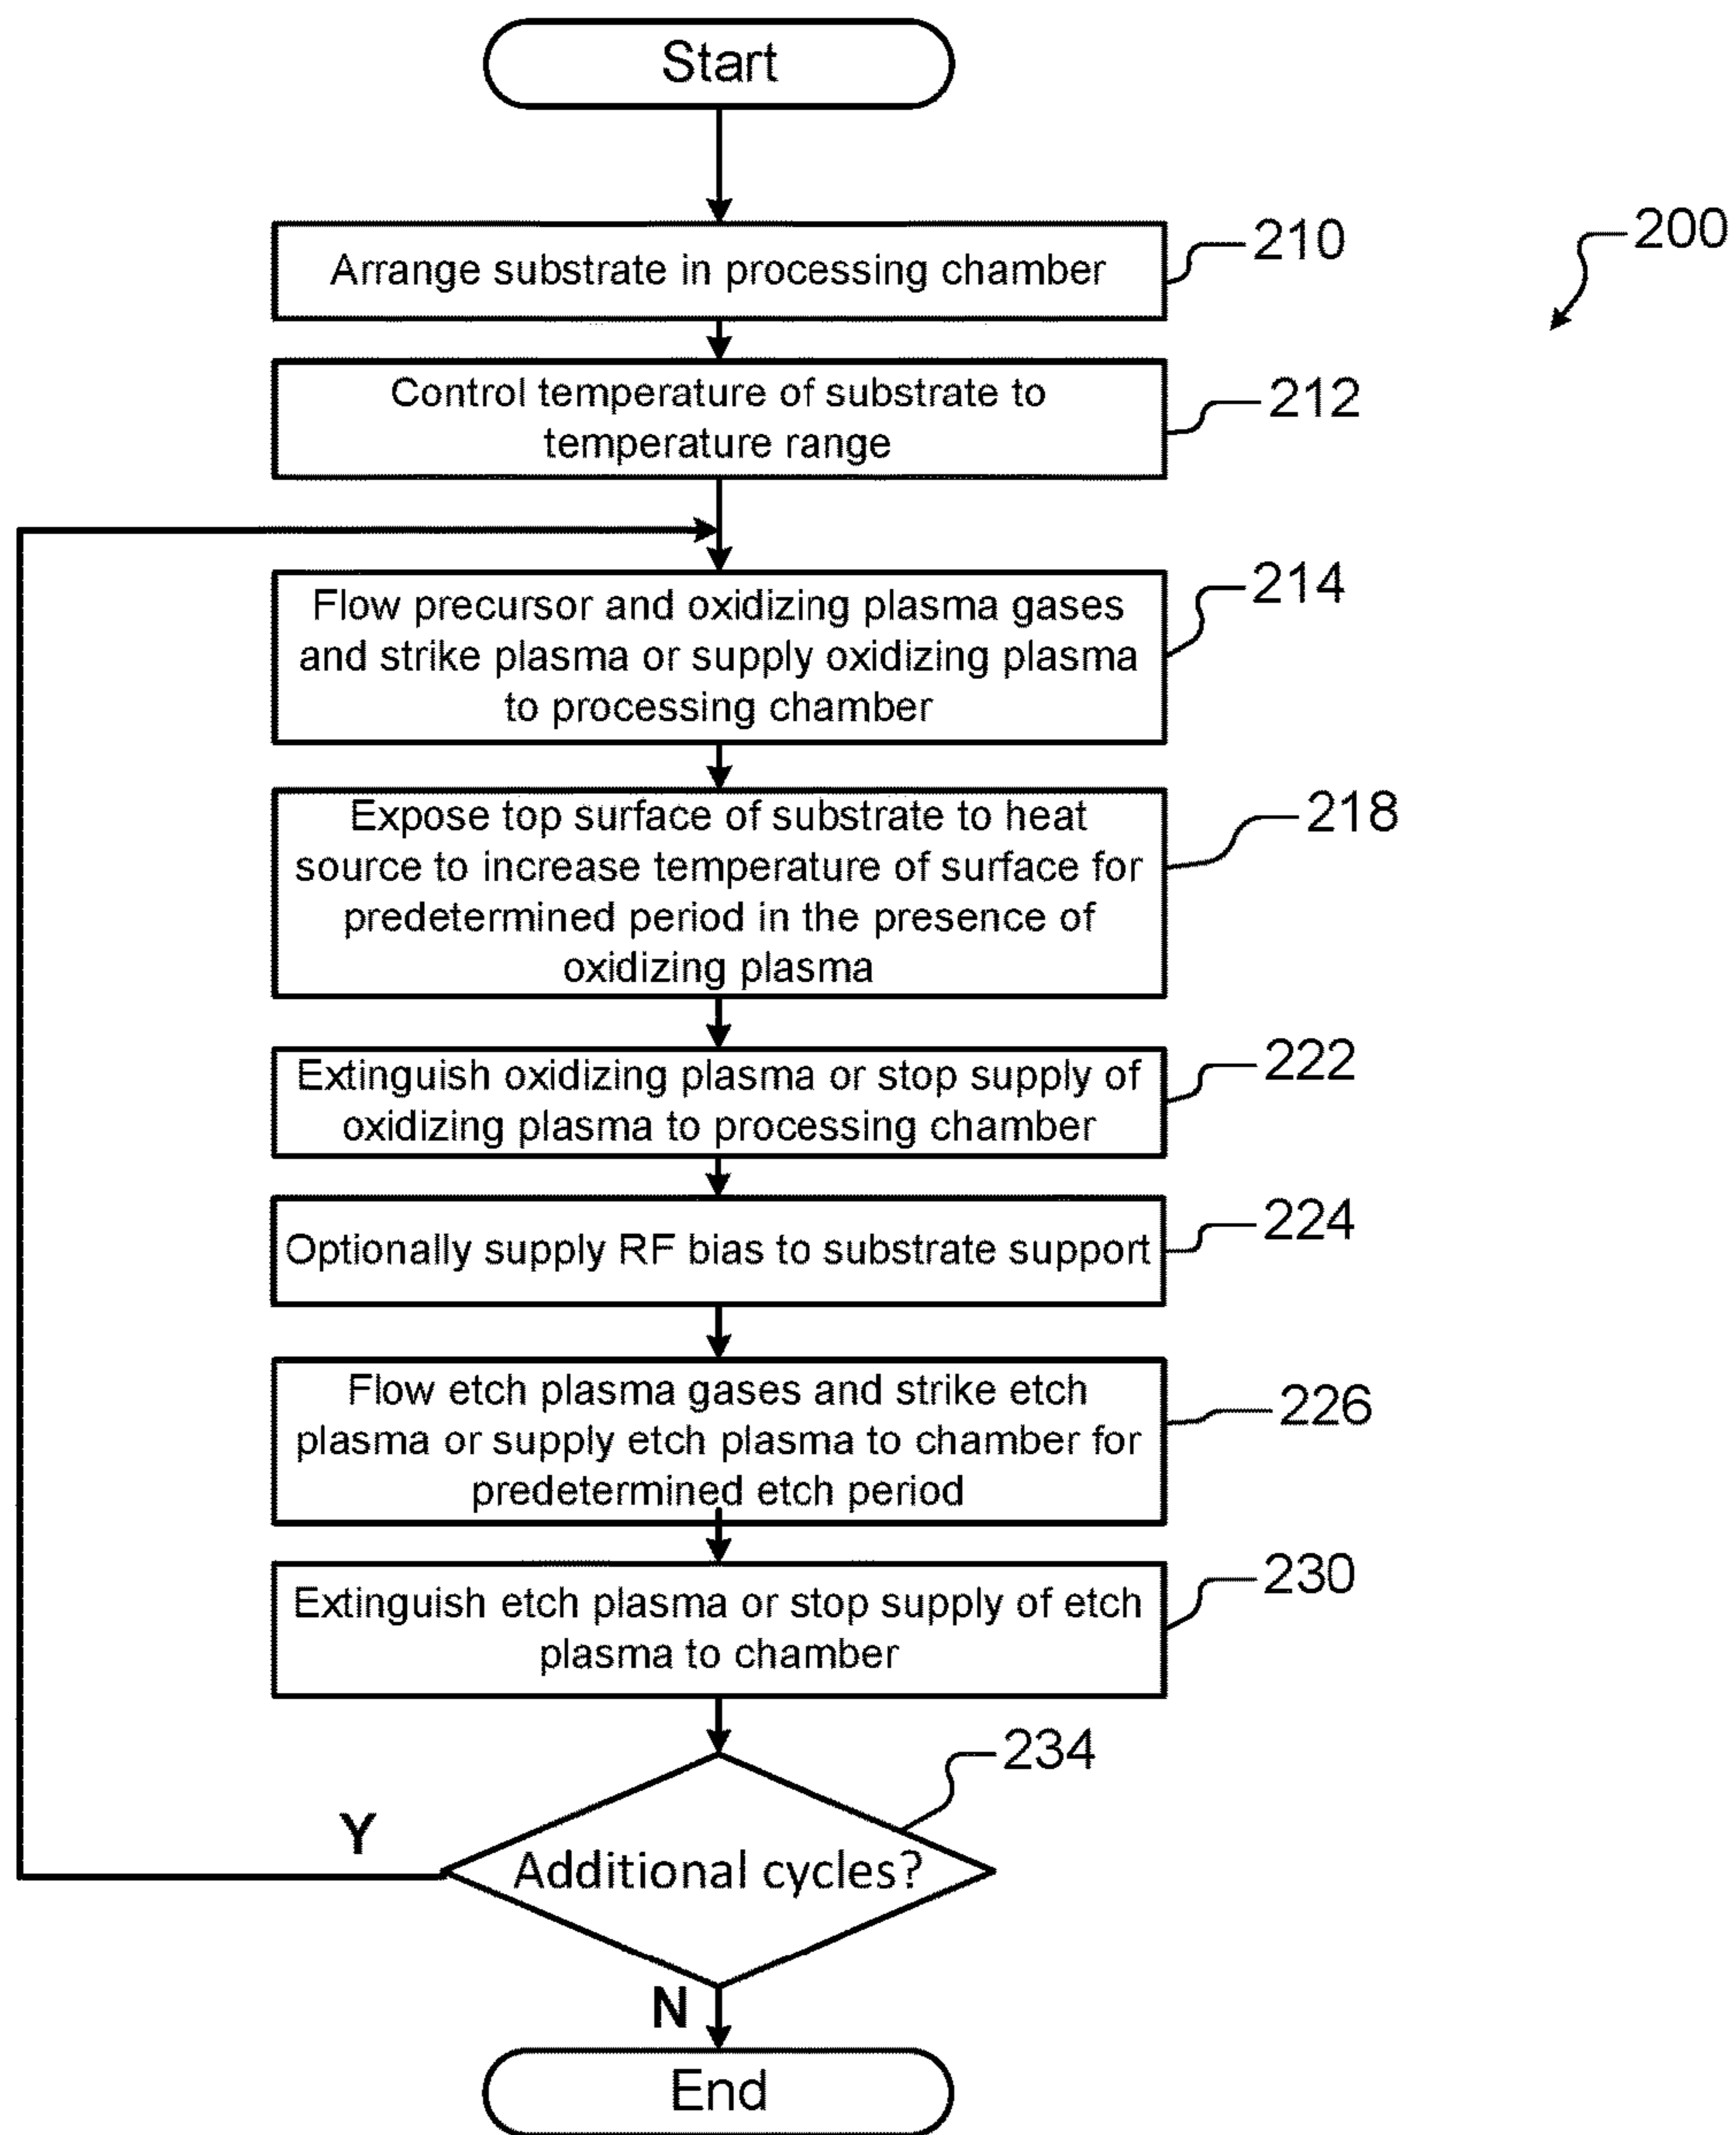 Start
200
Arrange substrate in processing chamber
210
Control temperature of substrate to
temperature range
212
Flow precursor and oxidizing plasma gases
and strike plasma or supply oxidizing plasma
to processing chamber
214
Expose top surface of substrate to heat
source to increase temperature of surface for
predetermined period in the presence of
oxidizing plasma
218
Extinguish oxidizing plasma or stop supply of
oxidizing plasma to processing chamber
222
Optionally supply RF bias to substrate support
224
Flow etch plasma gases and strike etch
plasma or supply etch plasma to chamber for
predetermined etch period
226
Extinguish etch plasma or stop supply of etch
plasma to chamber
230
234
Y
Additional cycles?
N
End